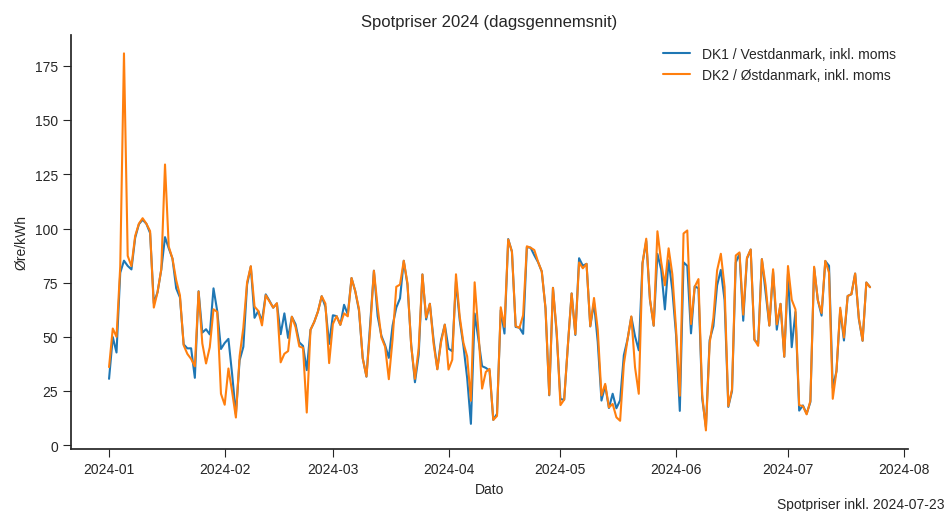 Spotpriser 2024 (dagsgennemsnit)
DK1 / Vestdanmark, inkl. moms
DK2 / Østdanmark, inkl. moms
Øre/kWh
175
150
125
100
75
50
25
0
2024-01 2024-02 2024-03 2024-04 2024-05 2024-06 2024-07 2024-08
Dato
Spotpriser inkl. 2024-07-23